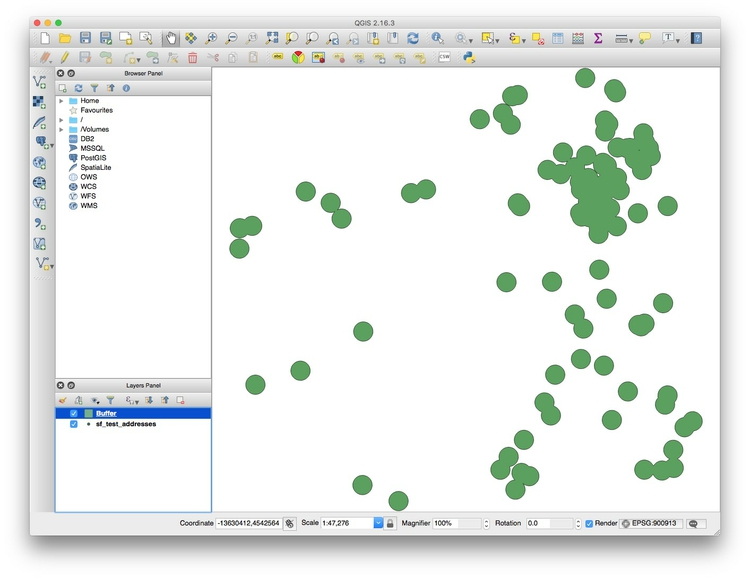 QGIS 2.16.3
Browser Panel
Home
Favourites
/
/Volumes
DB2
MSSQL
PostGIS
SpatiaLite
OWS
WCS
WFS
WMS
Layers Panel
Buffer
sf_test_addresses
Coordinate -13630412,4542564 Scale 1:47,276 Magnifier 100% Rotation 0.0 Render EPSG:900913